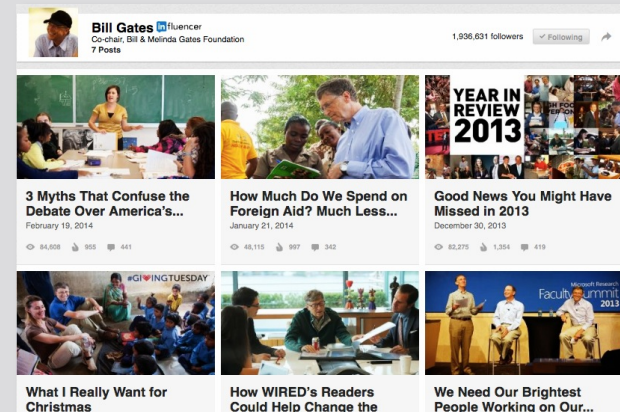 Bill Gates in fluencer
Co-chair, Bill & Melinda Gates Foundation
7 Posts
1,936,631 followers
✓ Following
YEAR IN
REVIEW
2013
3 Myths That Confuse the
Debate Over America's...
February 19, 2014
84,608 955 441
How Much Do We Spend on
Foreign Aid? Much Less...
January 21, 2014
48,115 997 342
Good News You Might Have
Missed in 2013
December 30, 2013
82,275 1,354 419
#GIVINGTUESDAY
Microsoft Research
Faculty Summit
2013
What I Really Want for
Christmas
How WIRED's Readers
Could Help Change the
We Need Our Brightest
People Working on Our...